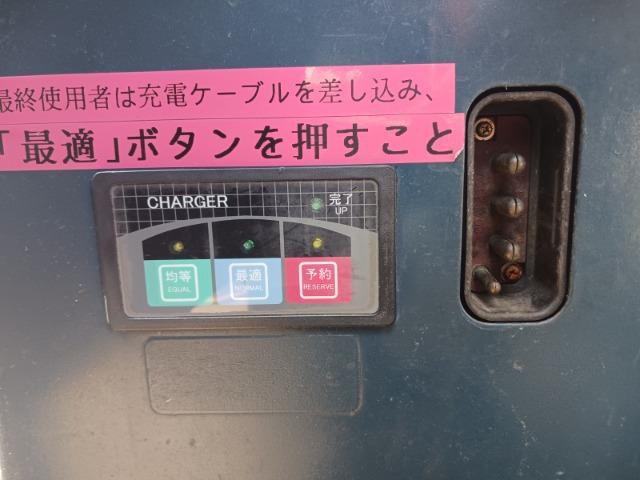 最終使用者は充電ケーブルを差し込み、
「最適」ボタンを押すこと
CHARGER
完了
UP
均等
EQUAL
最適
NORMAL
予約
RESERVE